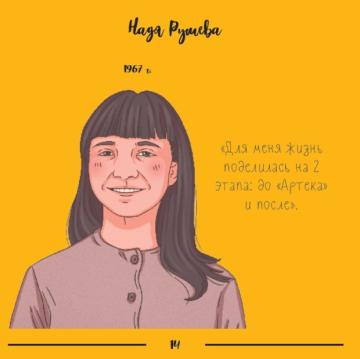 Надя Рушева
1967 г.
«Для меня жизнь
поделилась на 2
этапа: до «Артека»
и после».
14